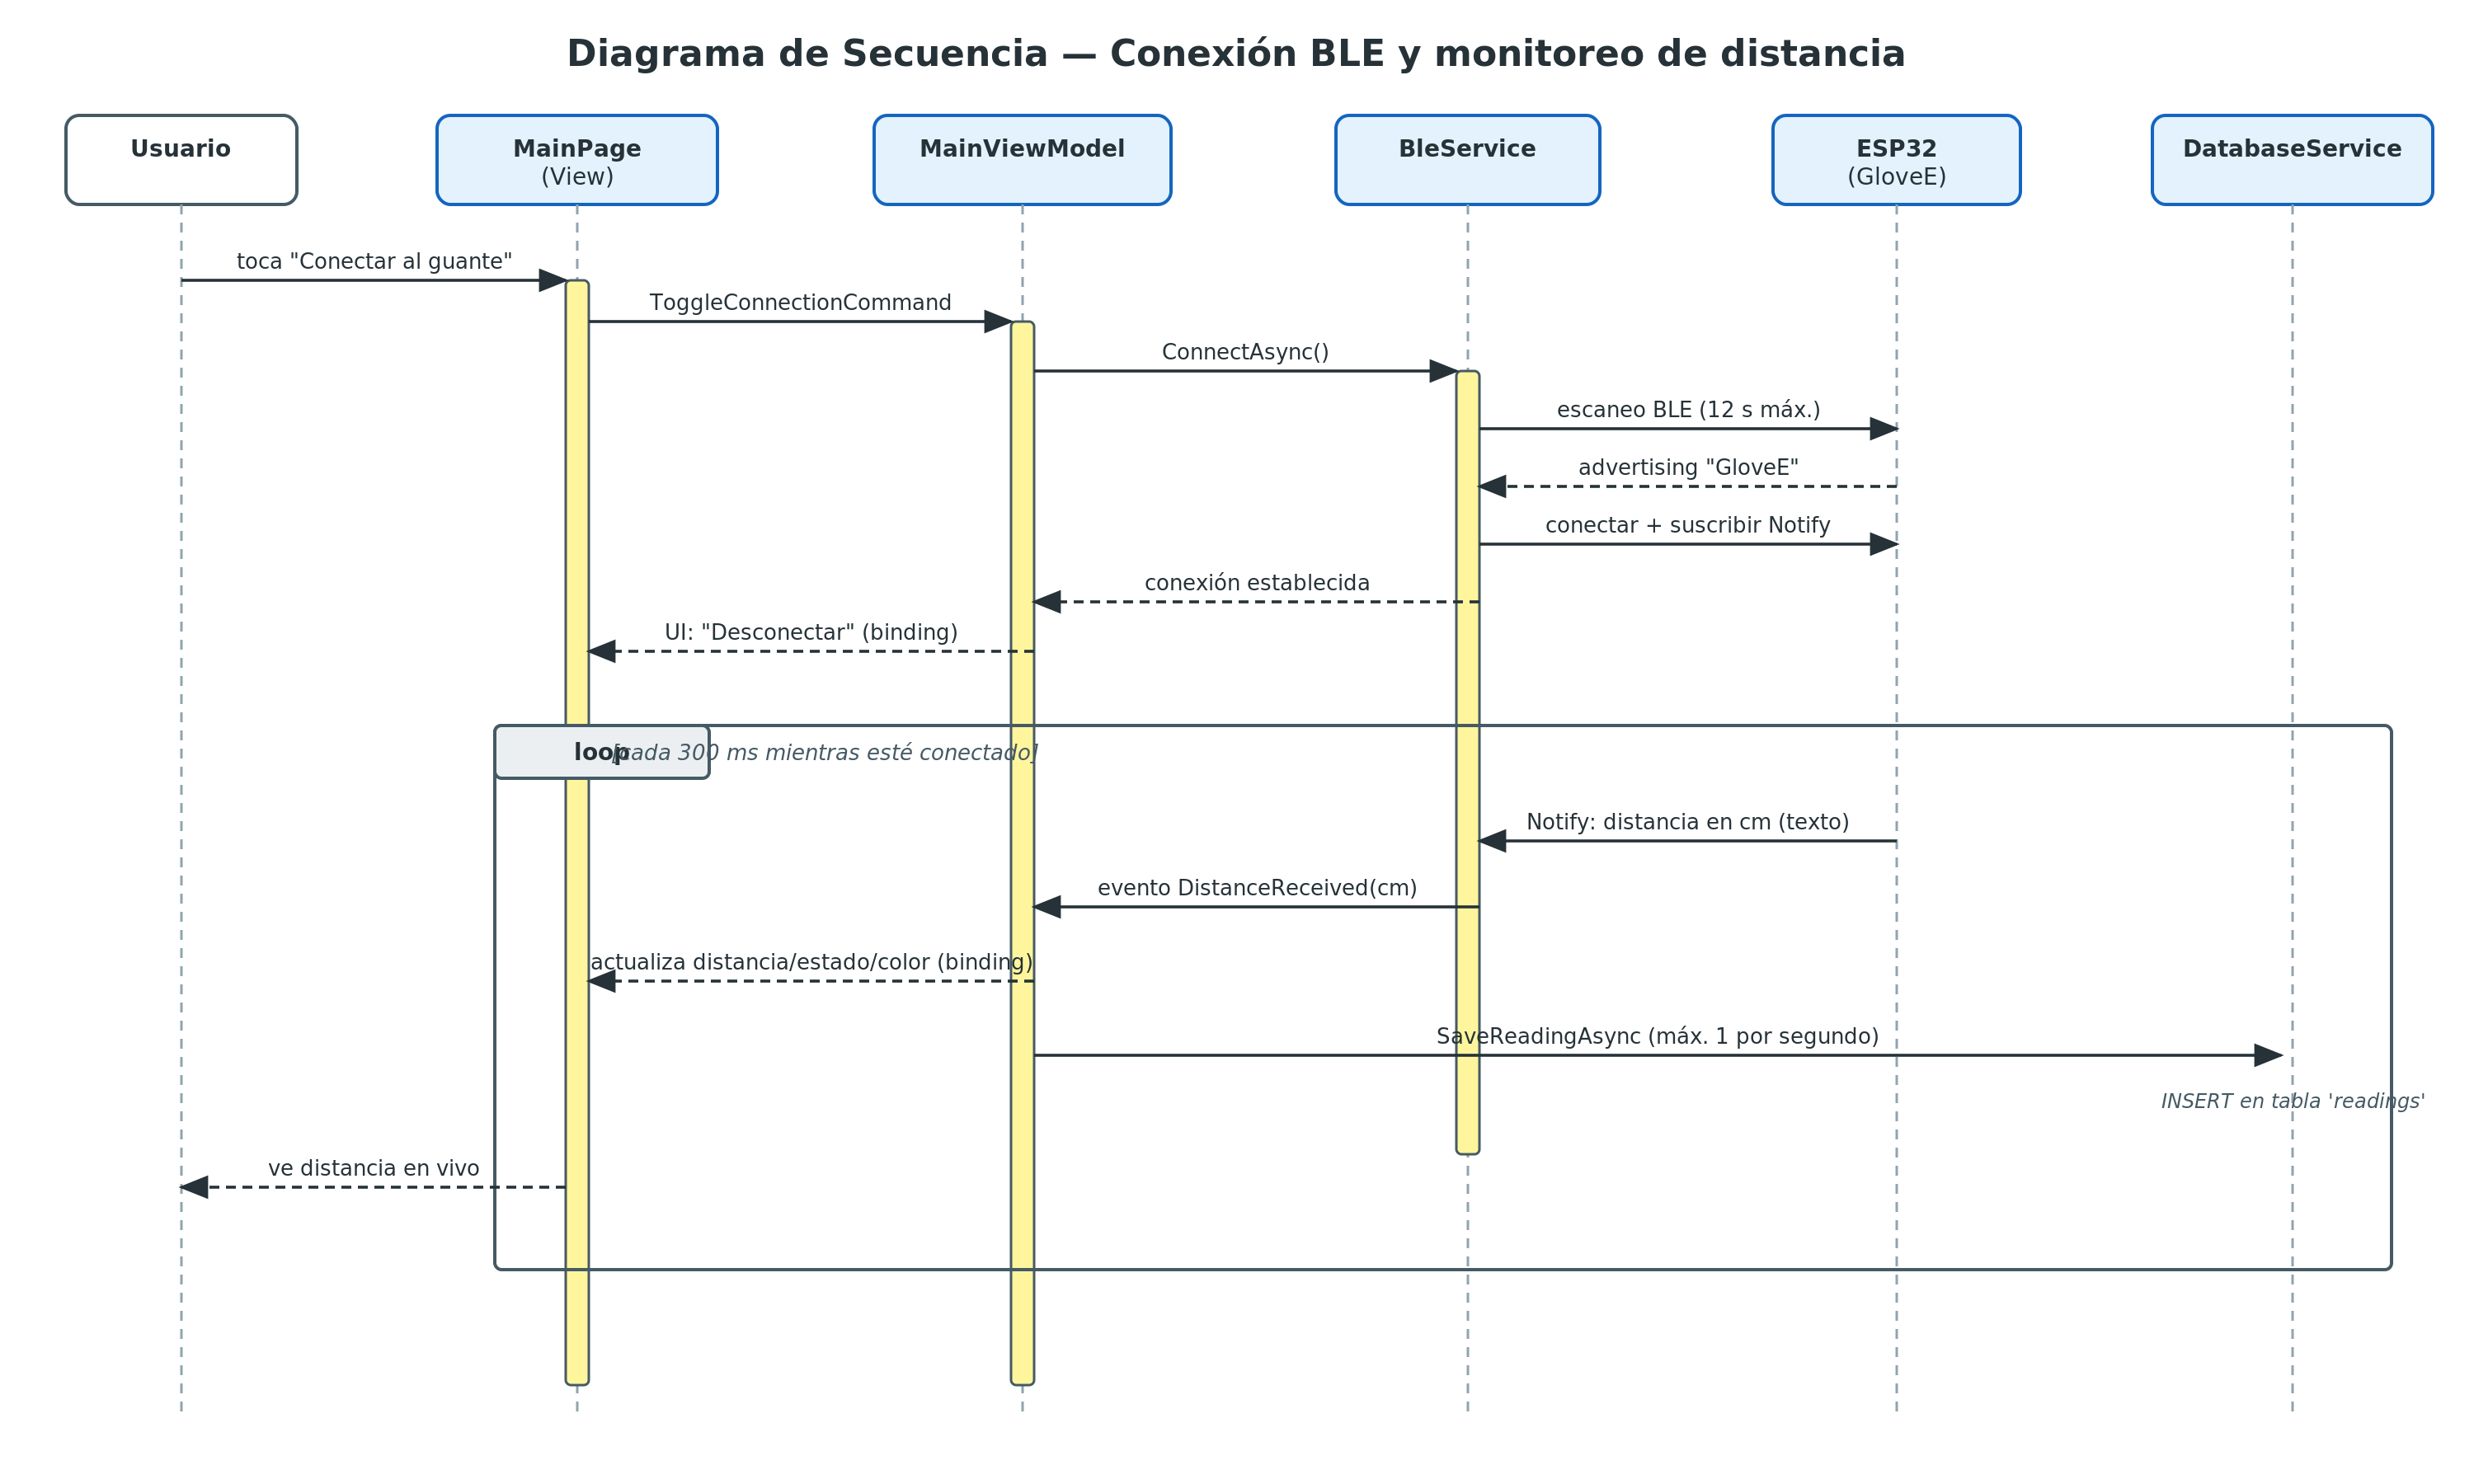 Diagrama de Secuencia — Conexión BLE y monitoreo de distancia
Usuario
MainPage
(View)
MainViewModel
BleService
ESP32
(GloveE)
DatabaseService
toca "Conectar al guante"
ToggleConnectionCommand
ConnectAsync()
escaneo BLE (12 s máx.)
advertising "GloveE"
conectar + suscribir Notify
conexión establecida
UI: "Desconectar" (binding)
loop
[cada 300 ms mientras esté conectado]
Notify: distancia en cm (texto)
evento DistanceReceived(cm)
actualiza distancia/estado/color (binding)
SaveReadingAsync (máx. 1 por segundo)
INSERT en tabla 'readings'
ve distancia en vivo